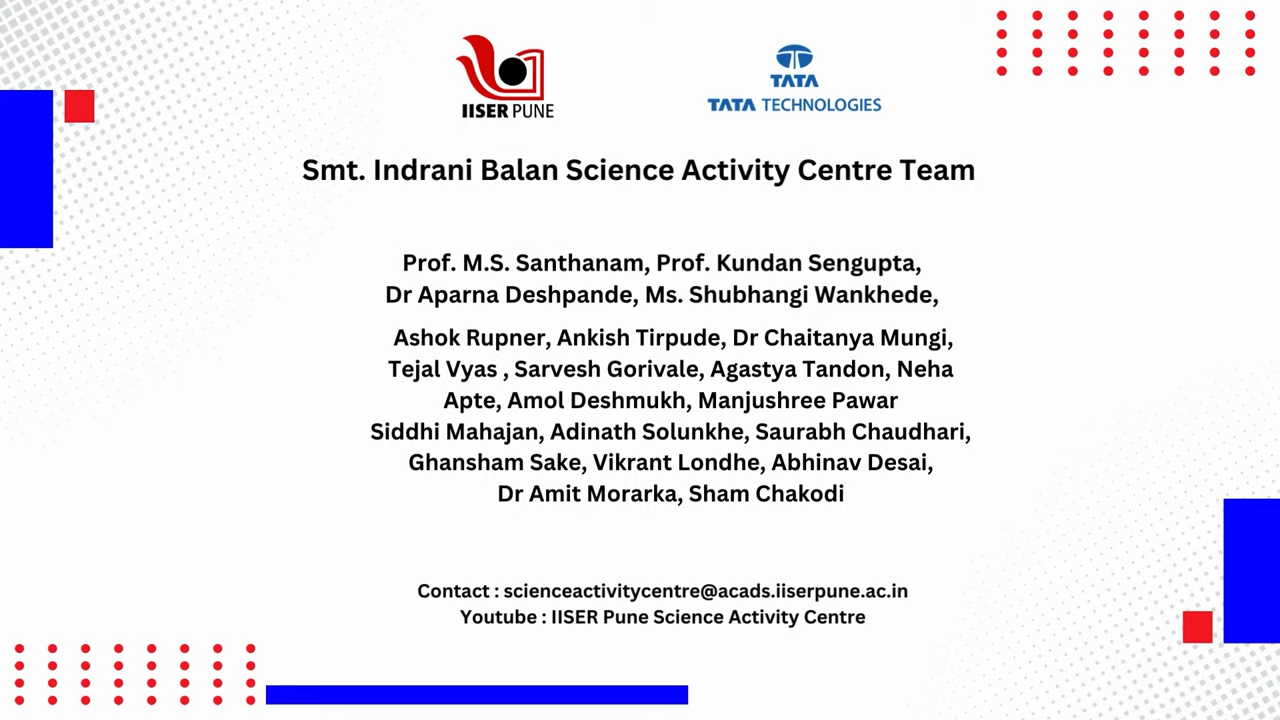 IISER PUNE
TATA
TATA TECHNOLOGIES
Smt. Indrani Balan Science Activity Centre Team
Prof. M.S. Santhanam, Prof. Kundan Sengupta,
Dr Aparna Deshpande, Ms. Shubhangi Wankhede,
Ashok Rupner, Ankish Tirpude, Dr Chaitanya Mungi,
Tejal Vyas , Sarvesh Gorivale, Agastya Tandon, Neha
Apte, Amol Deshmukh, Manjushree Pawar
Siddhi Mahajan, Adinath Solunkhe, Saurabh Chaudhari,
Ghansham Sake, Vikrant Londhe, Abhinav Desai,
Dr Amit Morarka, Sham Chakodi
Contact : scienceactivitycentre@acads.iiserpune.ac.in
Youtube : IISER Pune Science Activity Centre